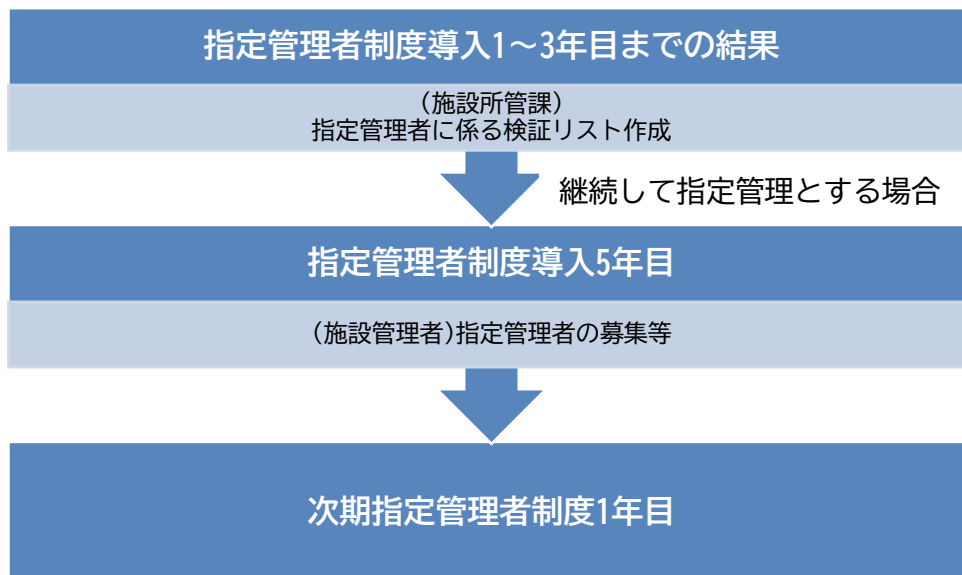 指定管理者制度導入1～3年目までの結果
(施設所管課)
指定管理者に係る検証リスト作成
継続して指定管理とする場合
指定管理者制度導入5年目
(施設管理者)指定管理者の募集等
次期指定管理者制度1年目